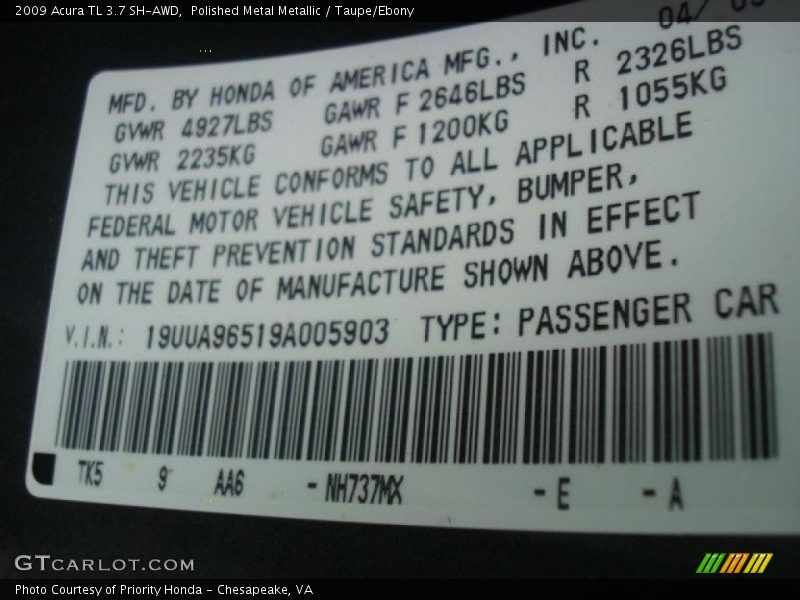 2009 Acura TL 3.7 SH-AWD, Polished Metal Metallic / Taupe/Ebony
04/ 09
MFD. BY HONDA OF AMERICA MFG., INC.
GVWR 4927LBS GAWR F 2646LBS R 2326LBS
GVWR 2235KG GAWR F 1200KG R 1055KG
THIS VEHICLE CONFORMS TO ALL APPLICABLE
FEDERAL MOTOR VEHICLE SAFETY, BUMPER,
AND THEFT PREVENTION STANDARDS IN EFFECT
ON THE DATE OF MANUFACTURE SHOWN ABOVE.
V.I.N.: 19UUA96519A005903 TYPE: PASSENGER CAR
TK5 9 AA6 -NH737MX -E -A
GTCARLOT.COM
Photo Courtesy of Priority Honda - Chesapeake, VA